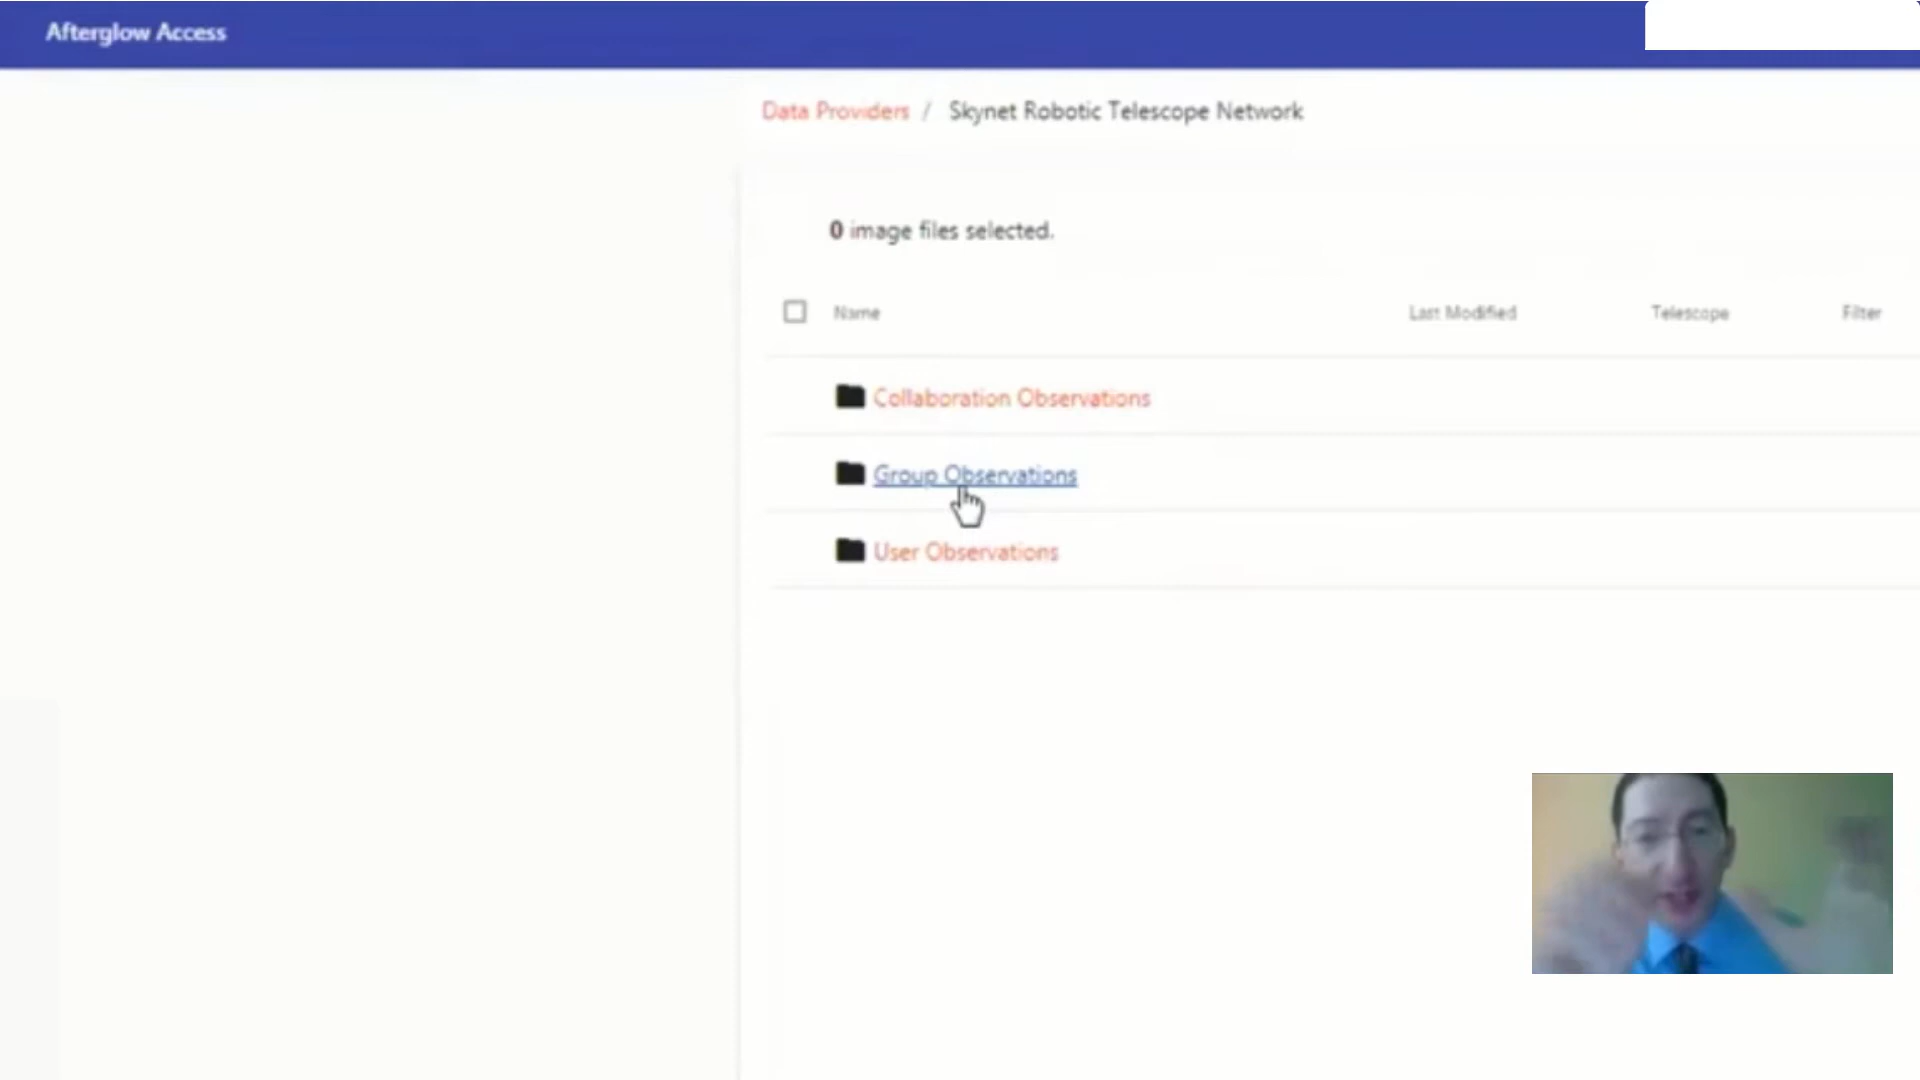 Afterglow Access
Data Providers / Skynet Robotic Telescope Network
0 image files selected.
Name Last Modified Telescope Filter
Collaboration Observations
Group Observations
User Observations